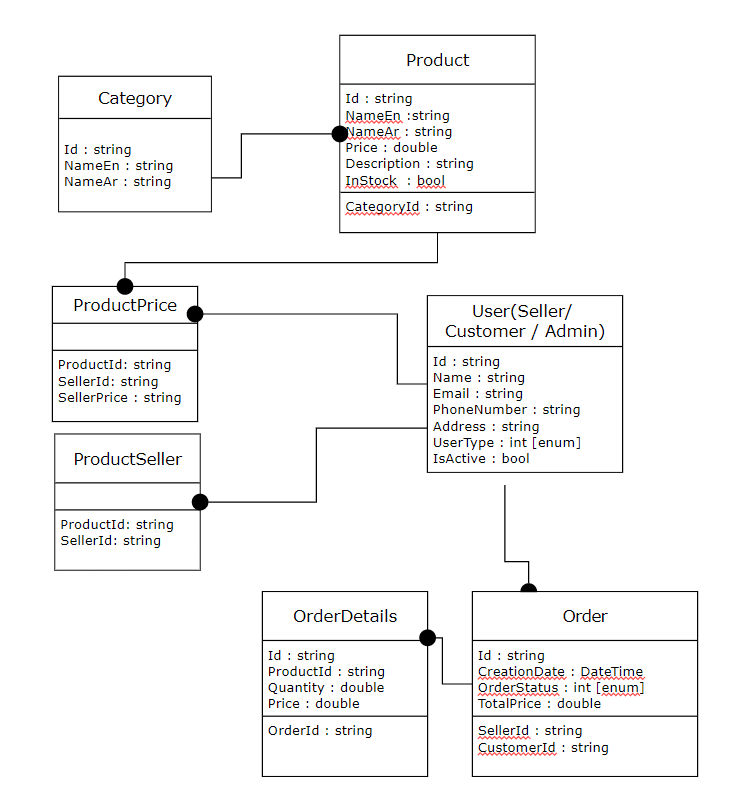 Product
Id : string
NameEn :string
NameAr : string
Price : double
Description : string
InStock : bool
CategoryId : string
Category
Id : string
NameEn : string
NameAr : string
ProductPrice
ProductId: string
SellerId: string
SellerPrice : string
User(Seller/
Customer / Admin)
Id : string
Name : string
Email : string
PhoneNumber : string
Address : string
UserType : int [enum]
IsActive : bool
ProductSeller
ProductId: string
SellerId: string
OrderDetails
Id : string
ProductId : string
Quantity : double
Price : double
OrderId : string
Order
Id : string
CreationDate : DateTime
OrderStatus : int [enum]
TotalPrice : double
SellerId : string
CustomerId : string